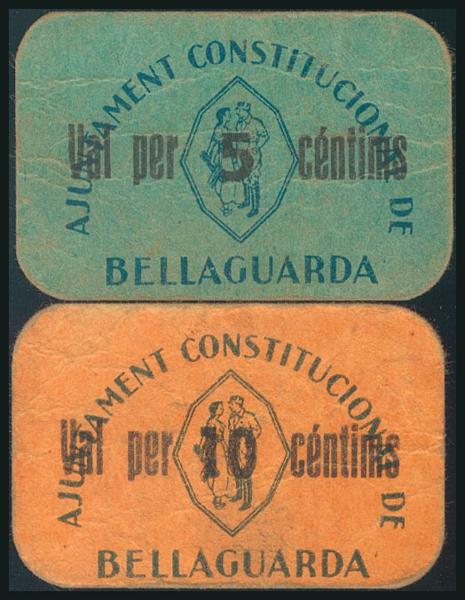 AJUNTAMENT CONSTITUCIONAL DE
Val per 5 céntims
BELLAGUARDA
AJUNTAMENT CONSTITUCIONAL DE
Val per 10 céntims
BELLAGUARDA